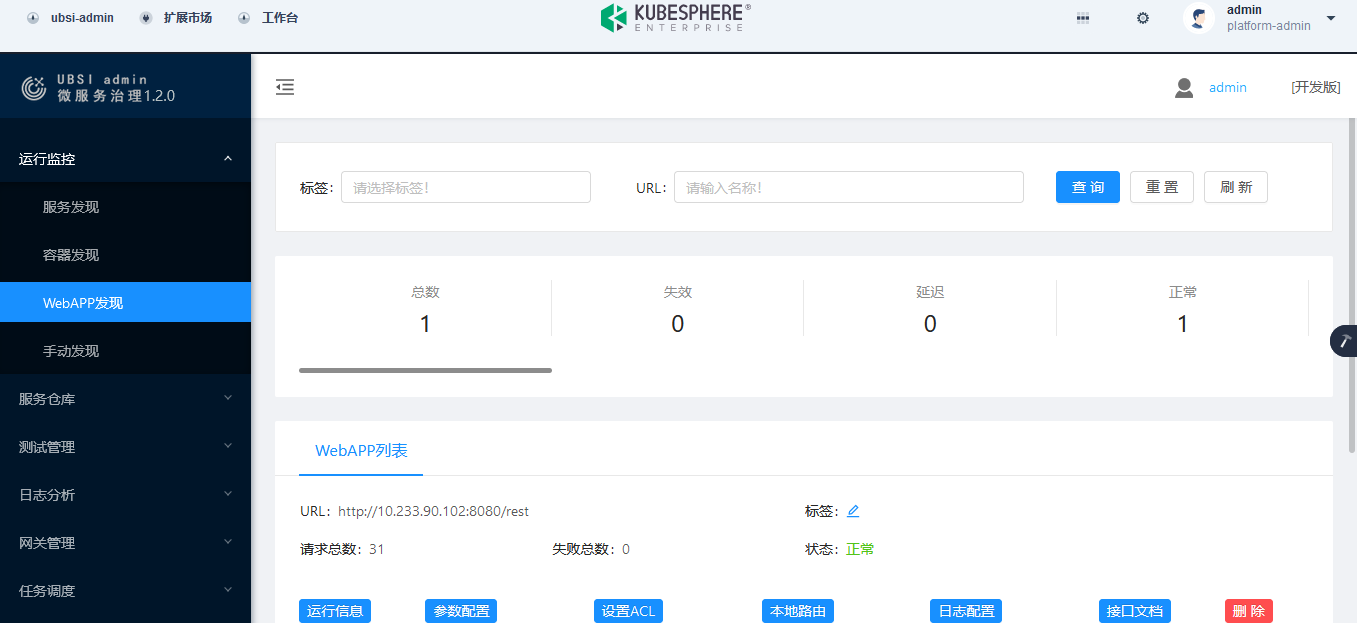 ubsi-admin 扩展市场 工作台 KUBESPHERE® admin
ENTERPRISE platform-admin
UBSI admin
微服务治理1.2.0
admin [开发版]
运行监控
服务发现
容器发现
WebAPP发现
手动发现
服务仓库
测试管理
日志分析
网关管理
任务调度
标签： 请选择标签! URL： 请输入名称! 查 询 重 置 刷 新
总数 失效 延迟 正常
1 0 0 1
WebAPP列表
URL： http://10.233.90.102:8080/rest 标签：
请求总数： 31 失败总数： 0 状态： 正常
运行信息 参数配置 设置ACL 本地路由 日志配置 接口文档 删 除